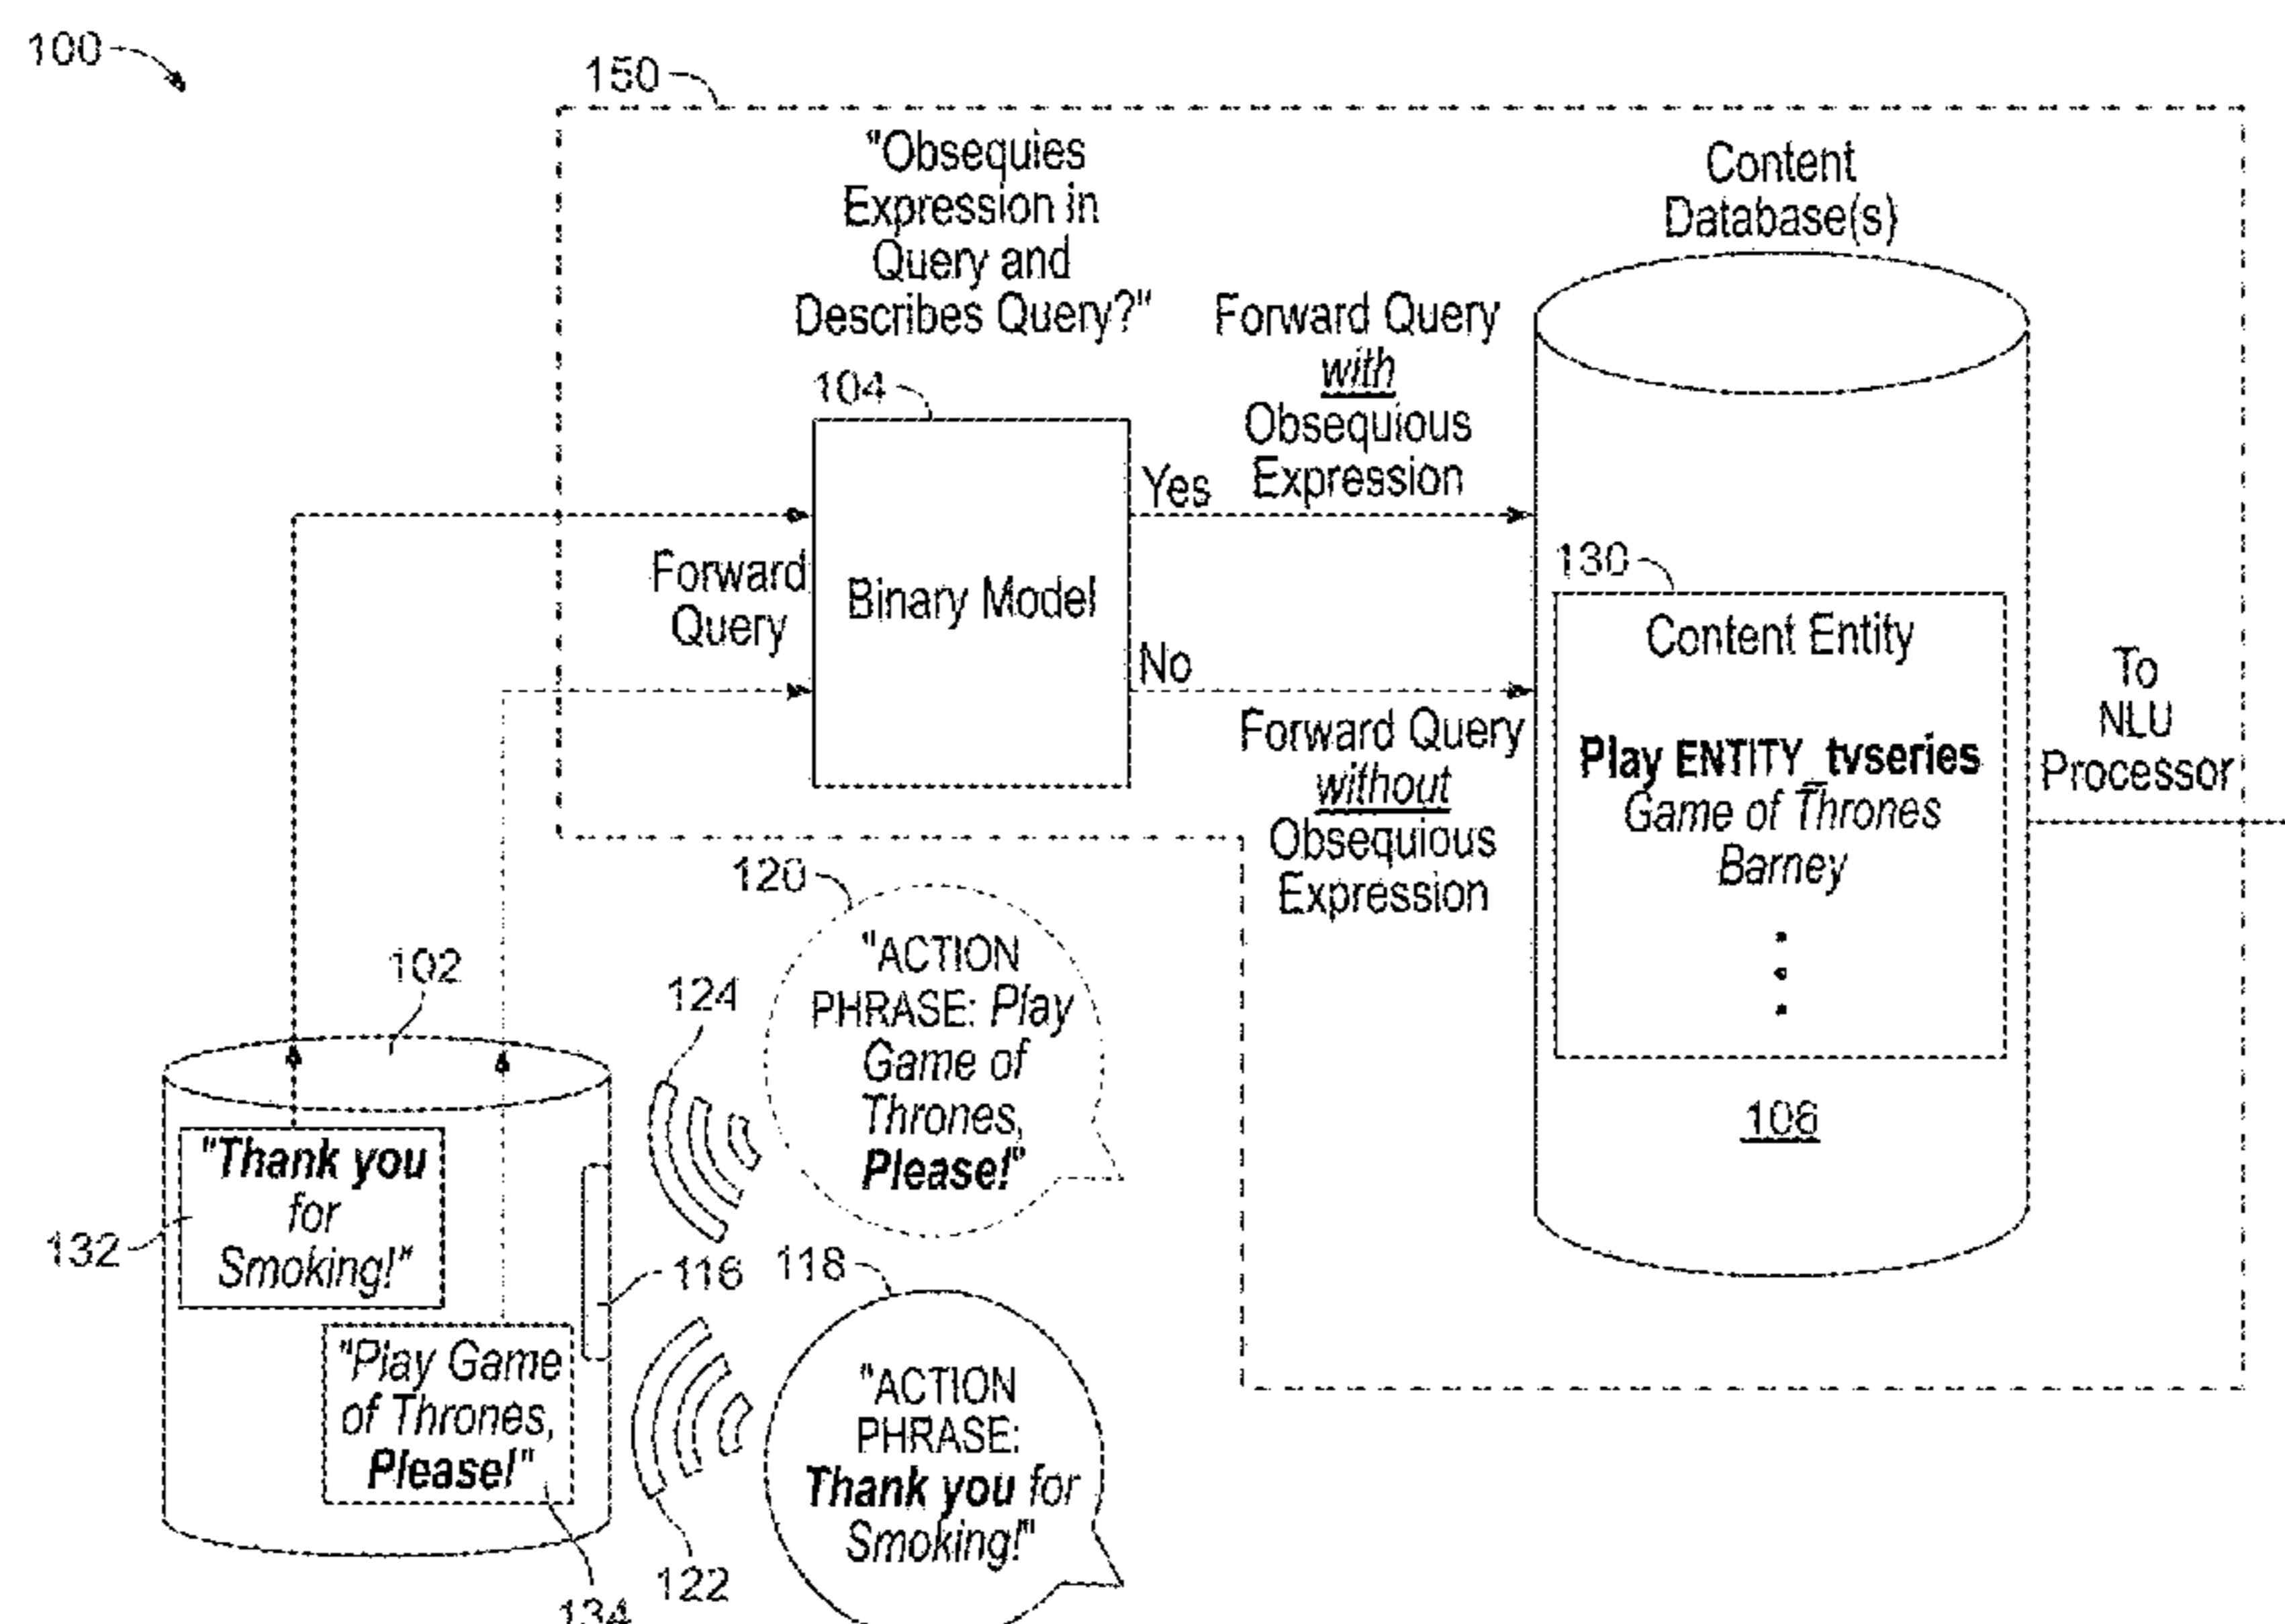 100
150
"Obsequies
Expression in
Query and
Describes Query?"
Content
Database(s)
104
Forward Query
with
Obsequious
Expression
Yes
Forward
Query
Binary Model
No
Forward Query
without
Obsequious
Expression
130
Content Entity
Play ENTITY_tvseries
Game of Thrones
Barney
106
To
NLU
Processor
102
"Thank you
for
Smoking!"
132
"Play Game
of Thrones,
Please!"
134
124
116
122
120
"ACTION
PHRASE: Play
Game of
Thrones,
Please!"
118
"ACTION
PHRASE:
Thank you for
Smoking!"